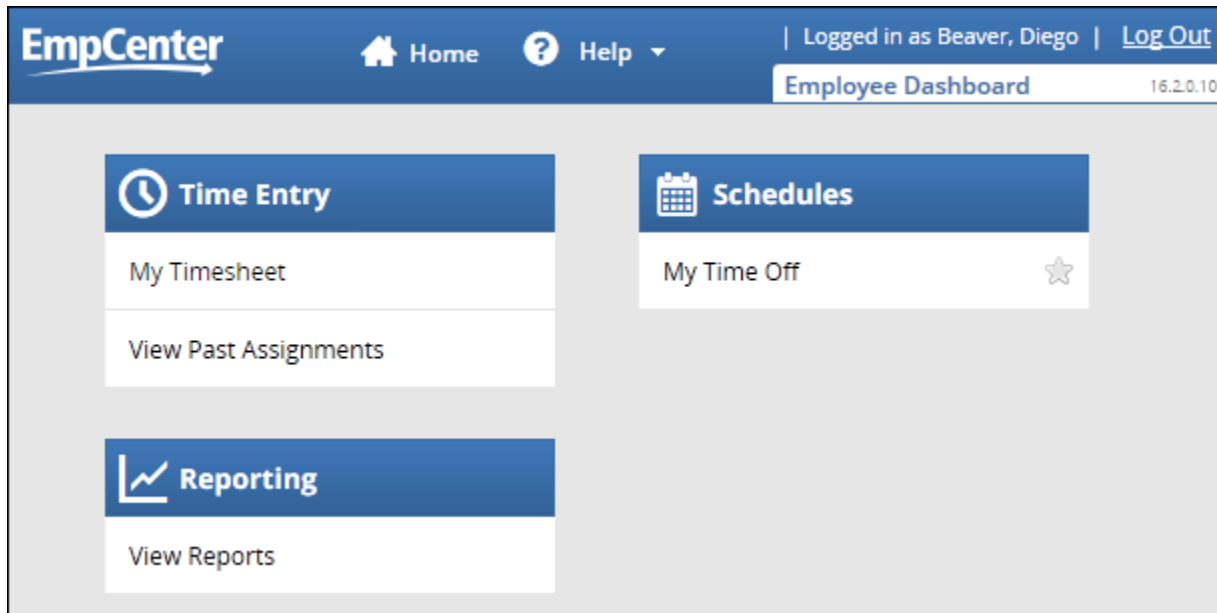 EmpCenter
Home
? Help
| Logged in as Beaver, Diego | Log Out
Employee Dashboard 16.2.0.10
Time Entry
My Timesheet
View Past Assignments
Schedules
My Time Off
Reporting
View Reports